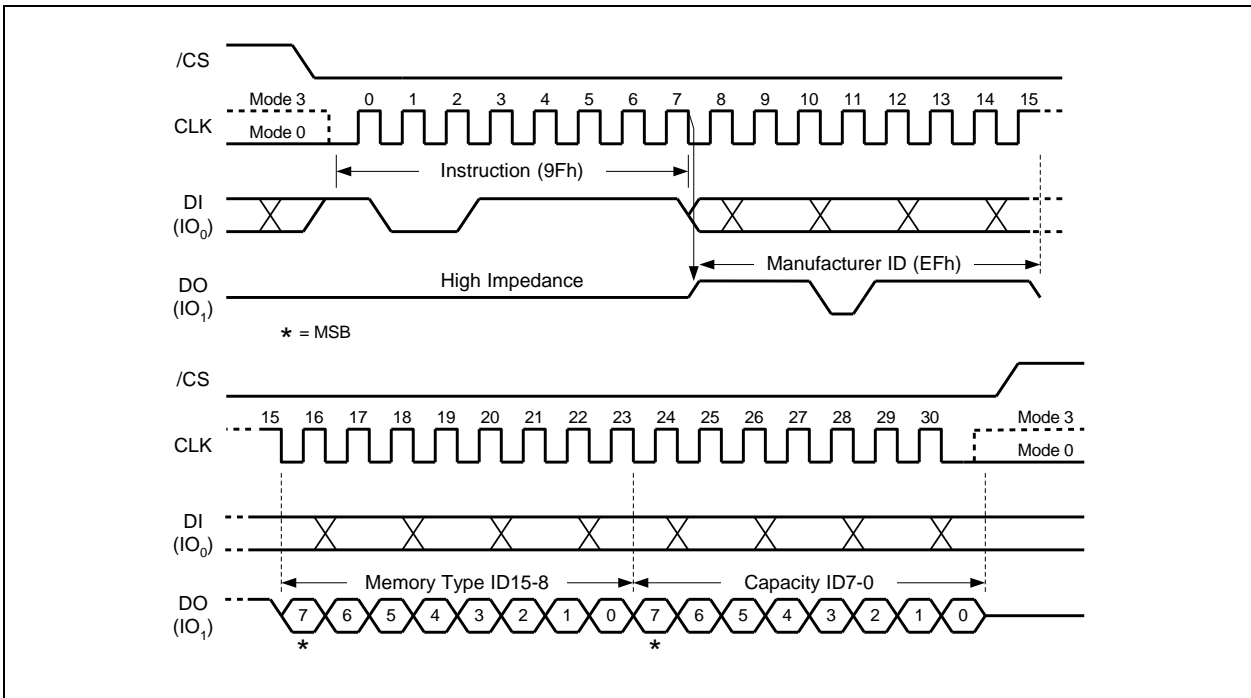 /CS
Mode 3 0 1 2 3 4 5 6 7 8 9 10 11 12 13 14 15
CLK
Mode 0
Instruction (9Fh)
DI
(IO0)
Manufacturer ID (EFh)
High Impedance
DO
(IO1)
* = MSB
/CS
15 16 17 18 19 20 21 22 23 24 25 26 27 28 29 30 Mode 3
CLK
Mode 0
DI
(IO0)
Memory Type ID15-8 Capacity ID7-0
DO
(IO1)
7 6 5 4 3 2 1 0 7 6 5 4 3 2 1 0
* *